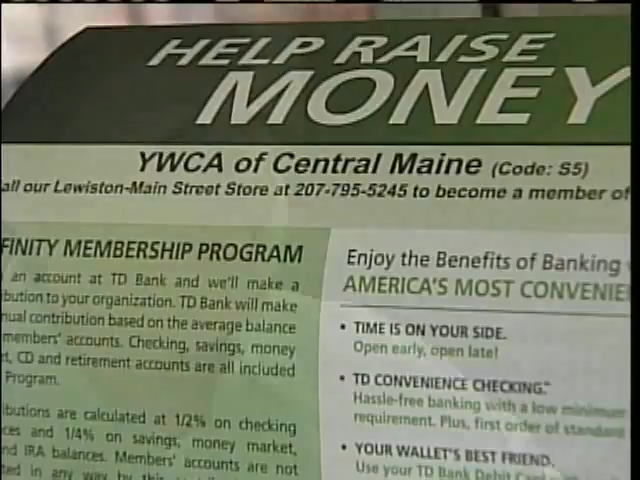 HELP RAISE
MONEY
YWCA of Central Maine (Code: S5)
all our Lewiston-Main Street Store at 207-795-5245 to become a member of
FINITY MEMBERSHIP PROGRAM
an account at TD Bank and we'll make a
bution to your organization. TD Bank will make
nual contribution based on the average balance
members' accounts. Checking, savings, money
et, CD and retirement accounts are all included
Program.
ibutions are calculated at 1/2% on checking
ces and 1/4% on savings, money market,
nd IRA balances. Members' accounts are not
ted in any way by this
Enjoy the Benefits of Banking
AMERICA'S MOST CONVENIE
• TIME IS ON YOUR SIDE.
Open early, open late!
• TD CONVENIENCE CHECKING.
Hassle-free banking with a low minimum
requirement. Plus, first order of standard
• YOUR WALLET'S BEST FRIEND.
Use your TD Bank Debit Card